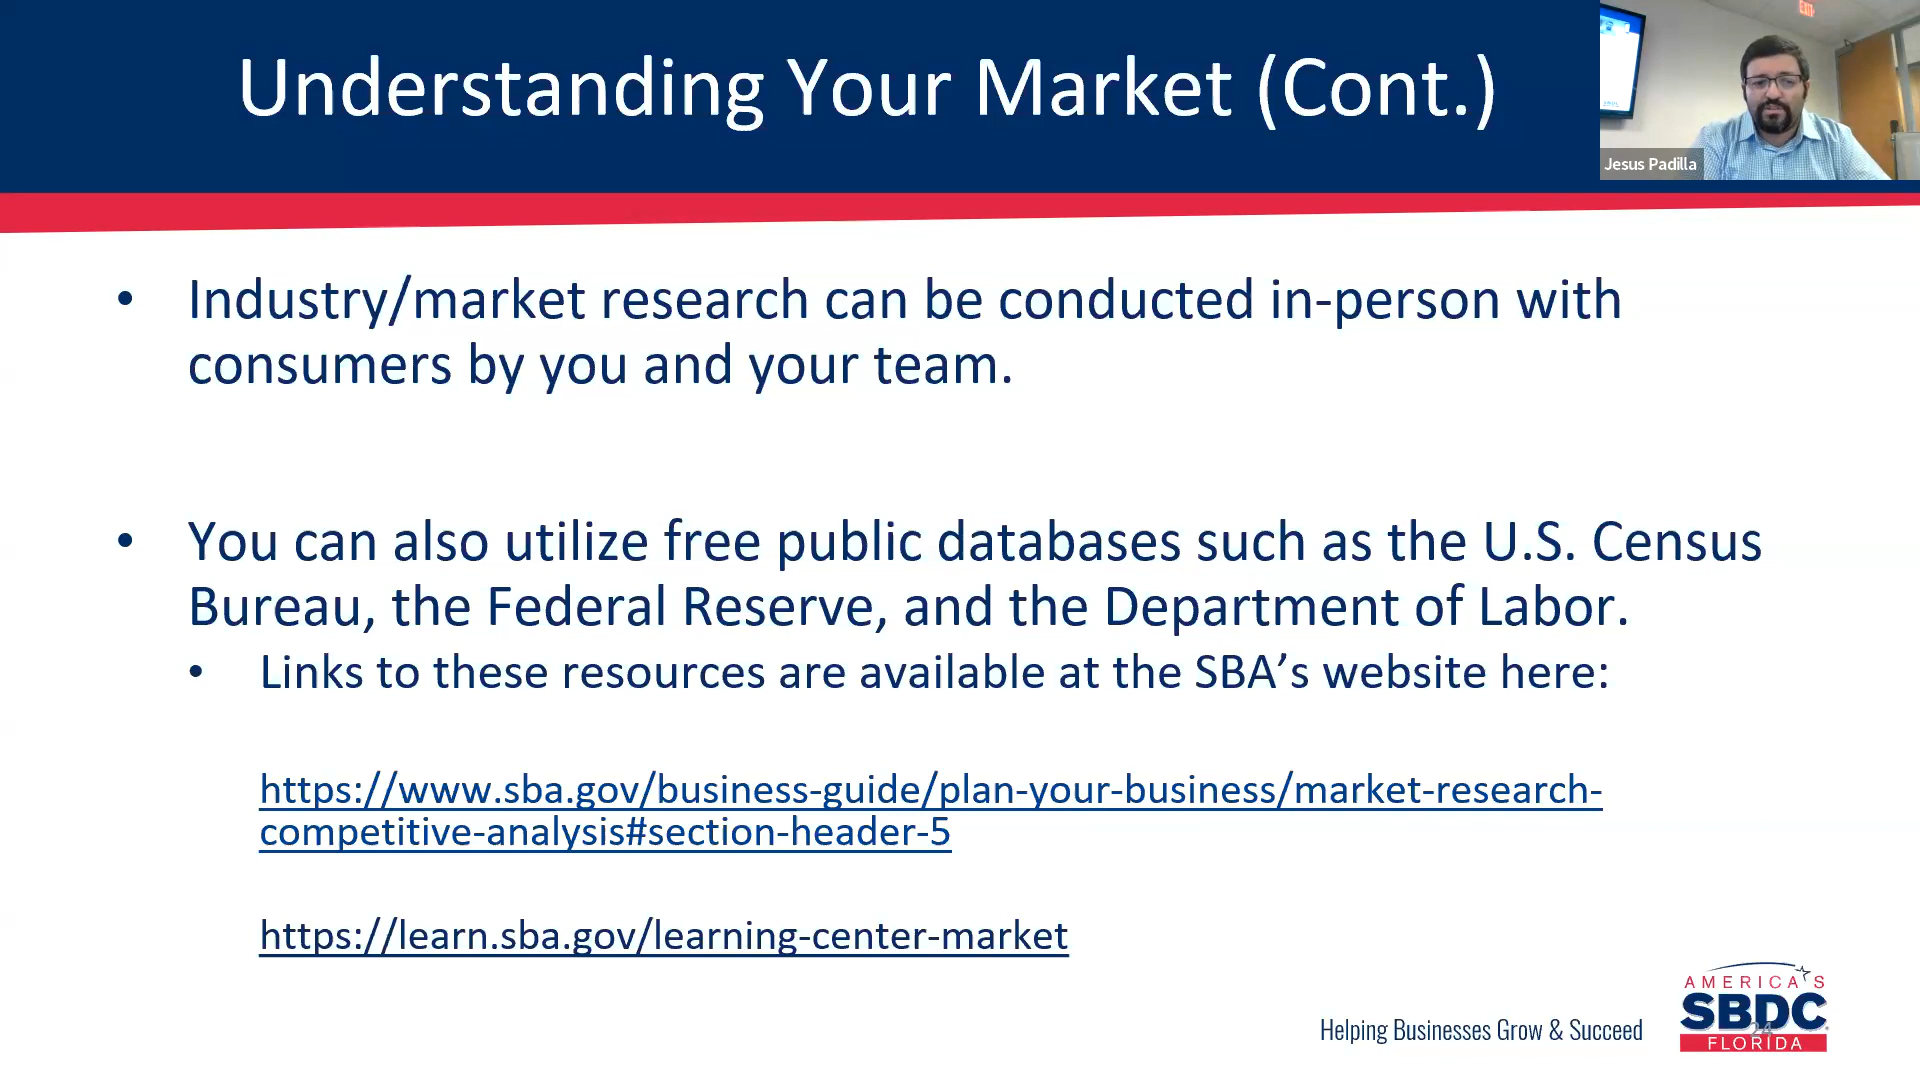 Understanding Your Market (Cont.)
EXIT
Jesus Padilla
• Industry/market research can be conducted in-person with
consumers by you and your team.
• You can also utilize free public databases such as the U.S. Census
Bureau, the Federal Reserve, and the Department of Labor.
• Links to these resources are available at the SBA’s website here:
https://www.sba.gov/business-guide/plan-your-business/market-research-
competitive-analysis#section-header-5
https://learn.sba.gov/learning-center-market
Helping Businesses Grow & Succeed
AMERICA'S
SBDC
24
FLORIDA